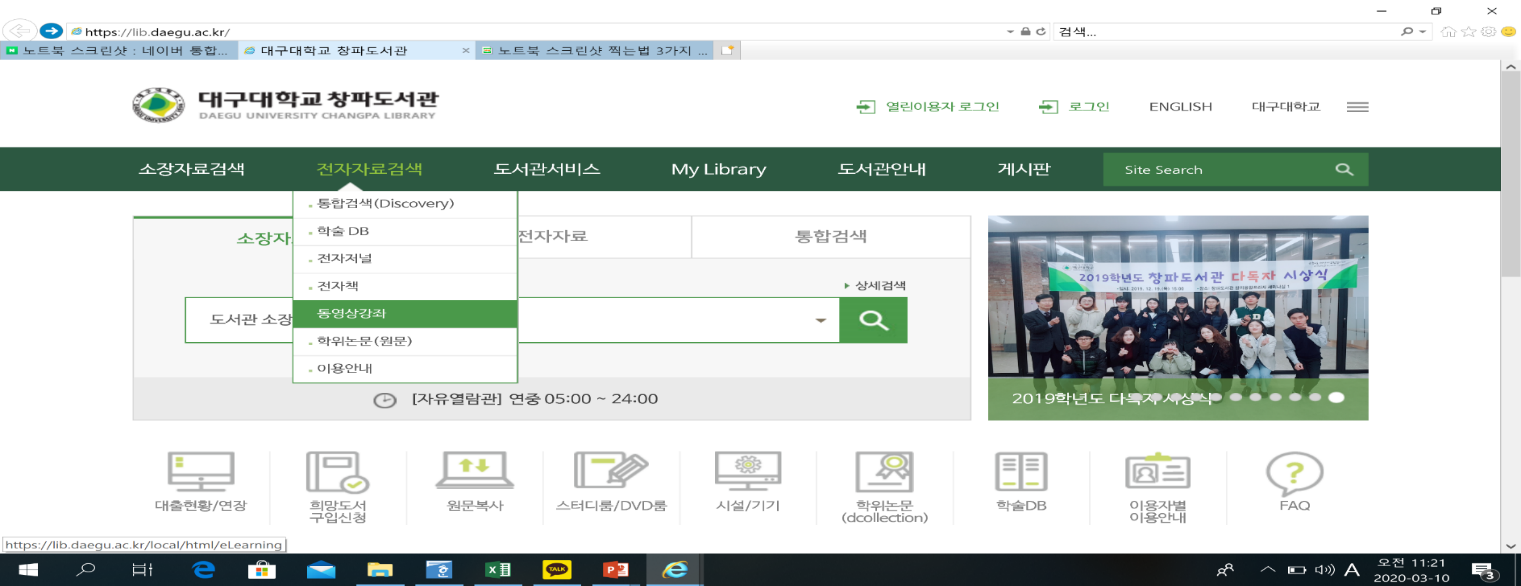 https://lib.daegu.ac.kr/
검색...
노트북 스크린샷 : 네이버 통합...
대구대학교 창파도서관
노트북 스크린샷 찍는법 3가지 ...
대구대학교 창파도서관
DAEGU UNIVERSITY CHANGPA LIBRARY
열린이용자 로그인
로그인
ENGLISH
대구대학교
소장자료검색
전자자료검색
도서관서비스
My Library
도서관안내
게시판
Site Search
통합검색(Discovery)
학술 DB
전자저널
전자책
동영상강좌
학위논문(원문)
이용안내
소장자
전자자료
통합검색
상세검색
도서관 소장
[자유열람관] 연중 05:00 ~ 24:00
2019학년도 창파도서관 다독자 시상식
2019학년도 다독자 시상식
대출현황/연장
희망도서
구입신청
원문복사
스터디룸/DVD룸
시설/기기
학위논문
(dcollection)
학술DB
이용자별
이용안내
FAQ
https://lib.daegu.ac.kr/local/html/eLearning
TALK
A
오전 11:21
2020-03-10
3